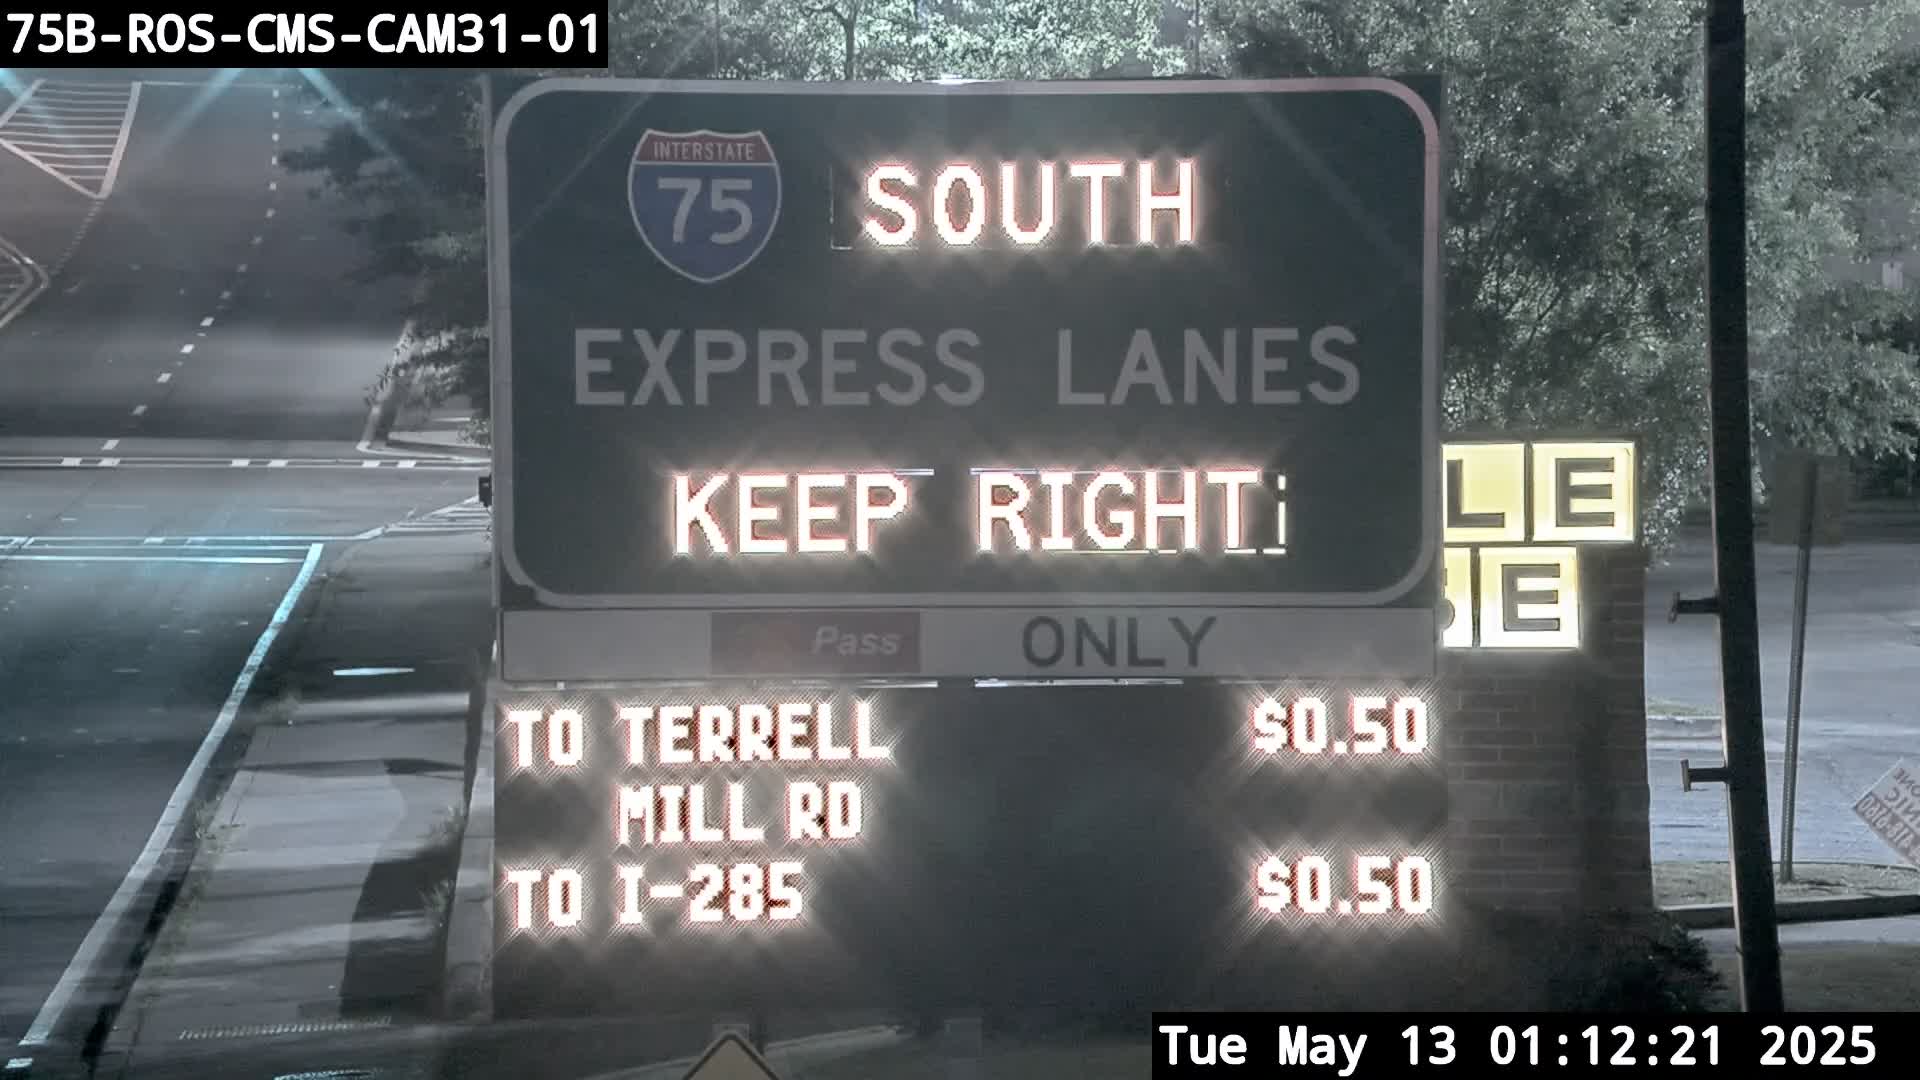 75B-ROS-CMS-CAM31-01
INTERSTATE
75
SOUTH
EXPRESS LANES
KEEP RIGHT
Pass ONLY
TO TERRELL $0.50
MILL RD
TO I-285 $0.50
LE
E
Tue May 13 01:12:21 2025